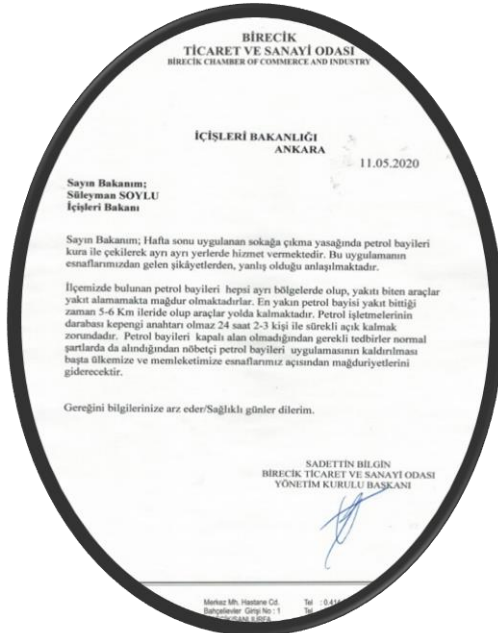 BİRECİK
TİCARET VE SANAYİ ODASI
BİRECİK CHAMBER OF COMMERCE AND INDUSTRY
İÇİŞLERİ BAKANLIĞI
ANKARA
11.05.2020
Sayın Bakanım;
Süleyman SOYLU
İçişleri Bakanı
Sayın Bakanım; Hafta sonu uygulanan sokağa çıkma yasağında petrol bayileri
kura ile çekilerek ayrı ayrı yerlerde hizmet vermektedir. Bu uygulamanın
esnaflarımızdan gelen şikâyetlerden, yanlış olduğu anlaşılmaktadır.
İlçemizde bulunan petrol bayileri hepsi ayrı bölgelerde olup, yakıtı biten araçlar
yakıt alamamakta mağdur olmaktadırlar. En yakın petrol bayisi yakıt bittiği
zaman 5-6 Km ileride olup araçlar yolda kalmaktadır. Petrol işletmelerinin
darabası kepengi anahtarı olmaz 24 saat 2-3 kişi ile sürekli açık kalmak
zorundadır. Petrol bayileri kapalı alan olmadığından gerekli tedbirler normal
şartlarda da alındığından nöbetçi petrol bayileri uygulamasının kaldırılması
başta ülkemize ve memleketimize esnaflarımız açısından mağduriyetlerini
giderecektir.
Gereğini bilgilerinize arz eder/Sağlıklı günler dilerim.
SADETTİN BİLGİN
BİRECİK TİCARET VE SANAYİ ODASI
YÖNETİM KURULU BAŞKANI
Merkez Mh. Hastane Cd. Tel : 0.414
Bahçelievler Girişi No : 1 Tel